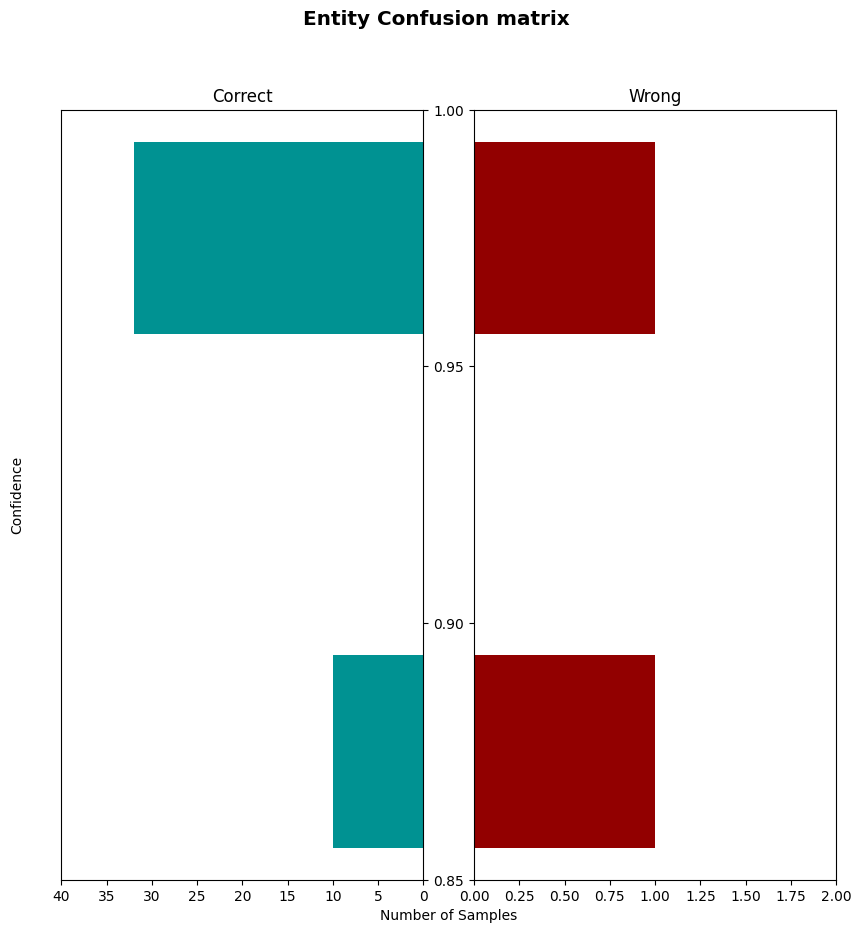 Entity Confusion matrix
Correct
Wrong
1.00
0.95
0.90
0.85
Confidence
40 35 30 25 20 15 10 5 0
0.00 0.25 0.50 0.75 1.00 1.25 1.50 1.75 2.00
Number of Samples